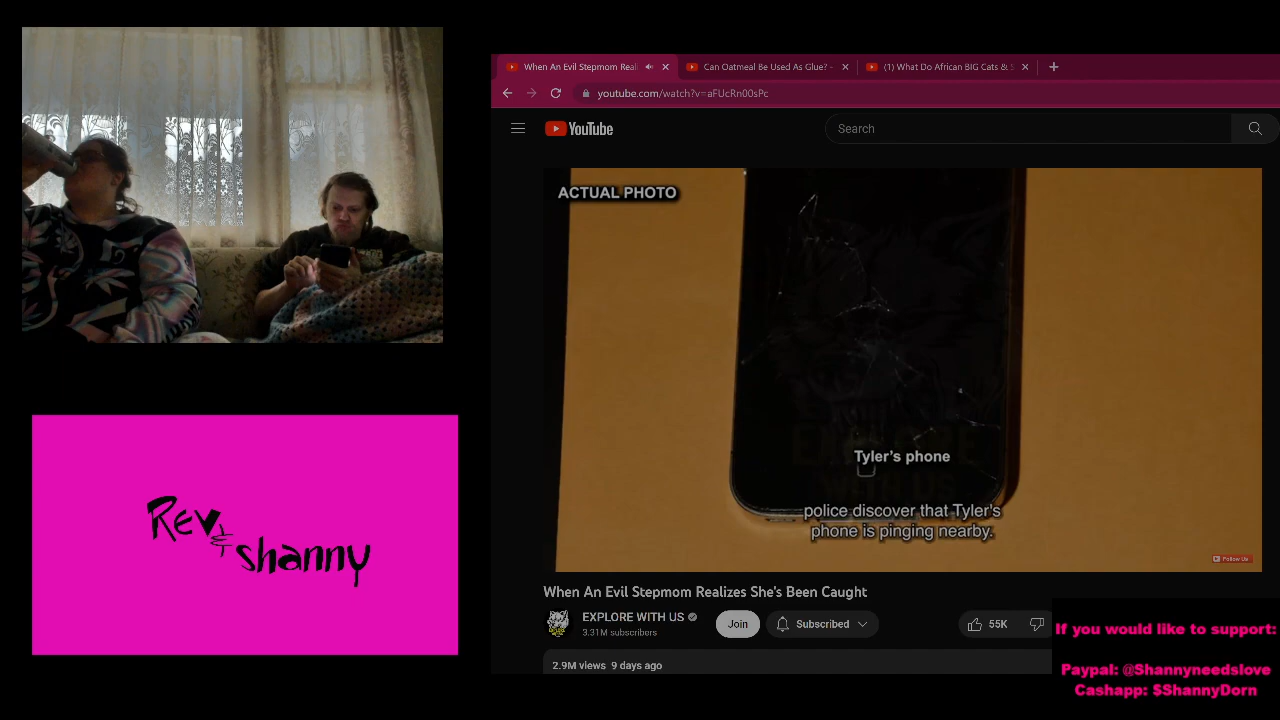 When An Evil Stepmom Reali
Can Oatmeal Be Used As Glue? -
(1) What Do African BIG Cats &
youtube.com/watch?v=aFUcRn00sPc
YouTube
Search
ACTUAL PHOTO
Tyler's phone
police discover that Tyler's
phone is pinging nearby.
Follow Us
When An Evil Stepmom Realizes She's Been Caught
EXPLORE WITH US
3.31M subscribers
Join
Subscribed
55K
2.9M views 9 days ago
Rev
&
Shanny
If you would like to support:
Paypal: @Shannyneedslove
Cashapp: $ShannyDorn